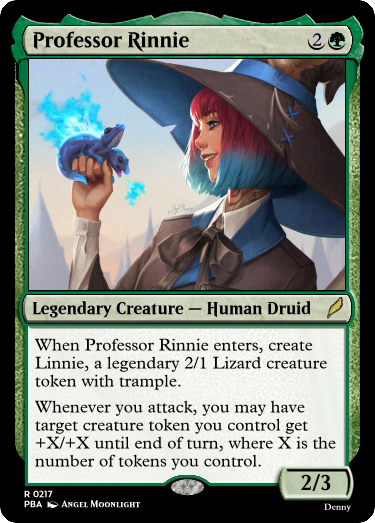 Professor Rinnie 2
Legendary Creature — Human Druid
When Professor Rinnie enters, create
Linnie, a legendary 2/1 Lizard creature
token with trample.
Whenever you attack, you may have
target creature token you control get
+X/+X until end of turn, where X is the
number of tokens you control.
2/3
R 0217
PBA Angel Moonlight
Denny